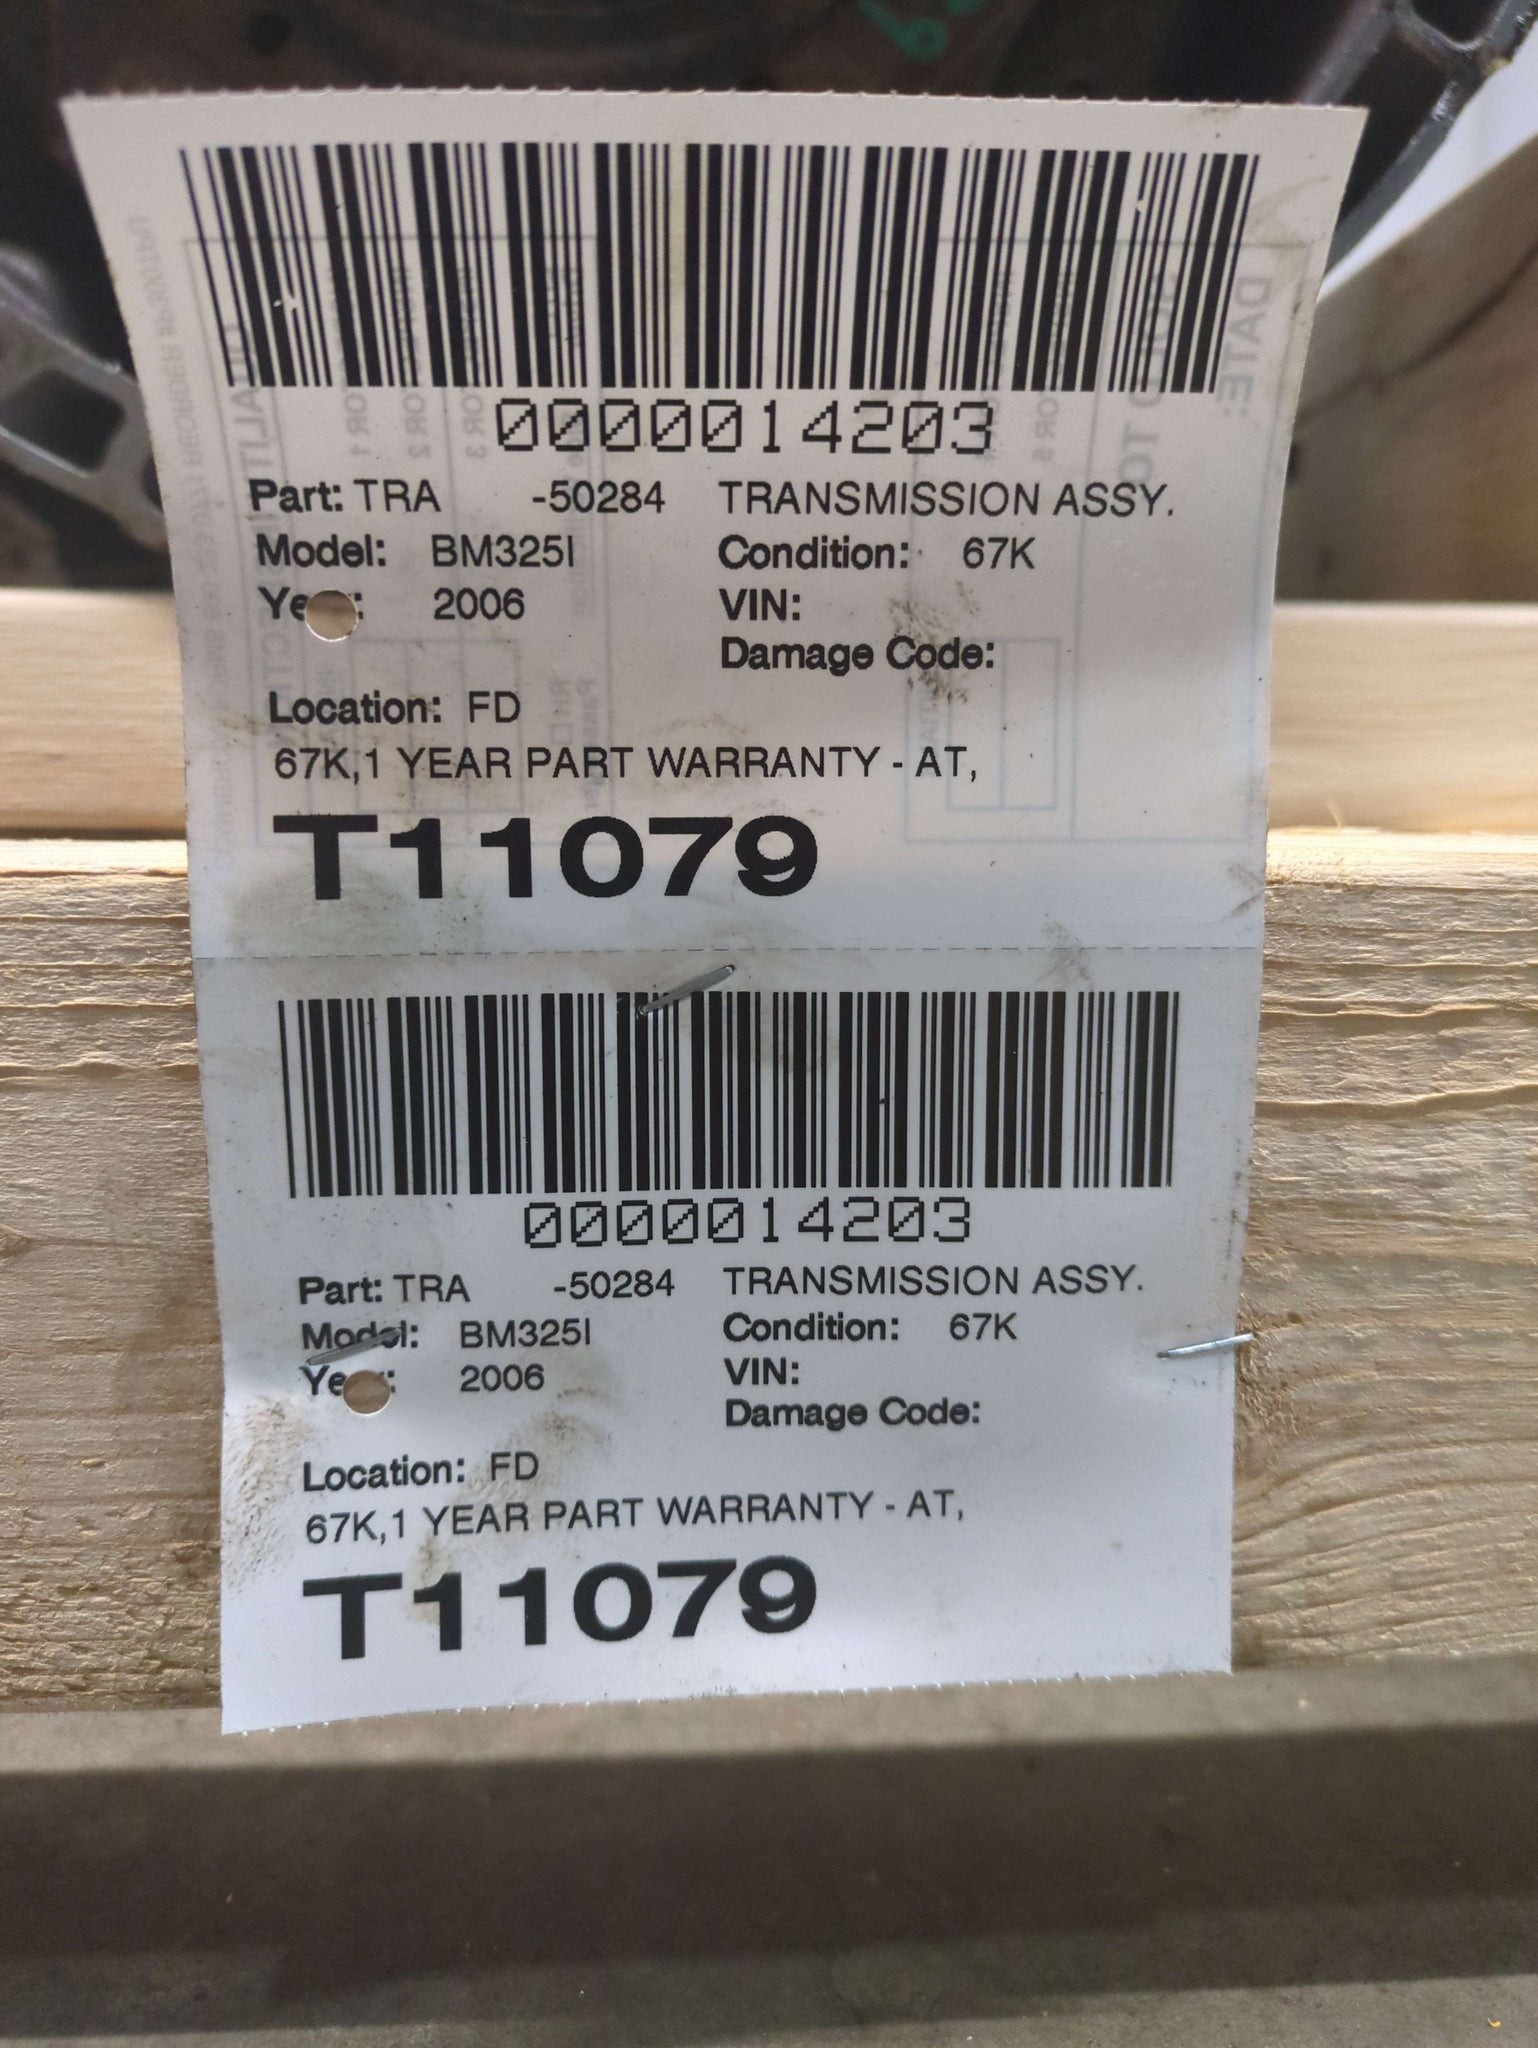 0000014203
Part: TRA -50284 TRANSMISSION ASSY.
Model: BM325I Condition: 67K
Year: 2006 VIN:
Damage Code:
Location: FD
67K,1 YEAR PART WARRANTY - AT,
T11079
0000014203
Part: TRA -50284 TRANSMISSION ASSY.
Model: BM325I Condition: 67K
Year: 2006 VIN:
Damage Code:
Location: FD
67K,1 YEAR PART WARRANTY - AT,
T11079
DATE: